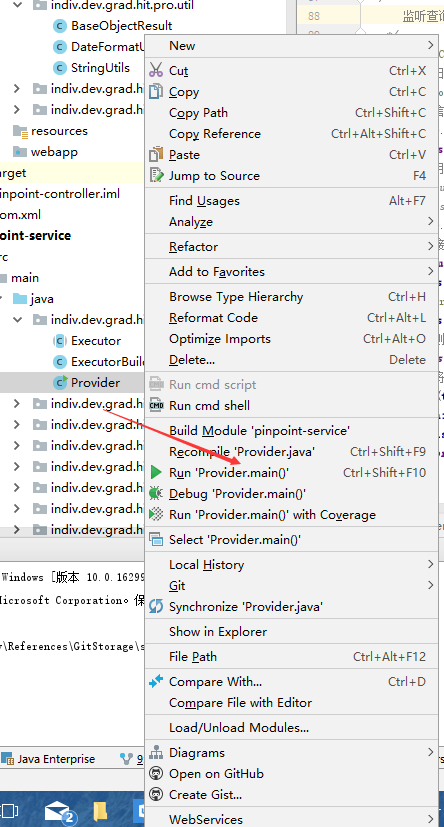 indiv.dev.grad.hit.pro.util
BaseObjectResult
DateFormatU
StringUtils
indiv.dev.grad.h
indiv.dev.grad.h
resources
webapp
arget
inpoint-controller.iml
om.xml
oint-service
rc
main
java
indiv.dev.grad.h
Executor
ExecutorBuil
Provider
indiv.dev.grad.h
indiv.dev.grad.h
indiv.dev.grad.h
indiv.dev.grad.h
indiv.dev.grad.h
indiv.dev.grad.h
88
监听查询
89
New
Cut Ctrl+X
Copy Ctrl+C
Copy Path Ctrl+Shift+C
Copy Reference Ctrl+Alt+Shift+C
Paste Ctrl+V
Jump to Source F4
Find Usages Alt+F7
Analyze
Refactor
Add to Favorites
Browse Type Hierarchy Ctrl+H
Reformat Code Ctrl+Alt+L
Optimize Imports Ctrl+Alt+O
Delete... Delete
Run cmd script
Run cmd shell
Build Module 'pinpoint-service'
Recompile 'Provider.java' Ctrl+Shift+F9
Run 'Provider.main()' Ctrl+Shift+F10
Debug 'Provider.main()'
Run 'Provider.main()' with Coverage
Select 'Provider.main()'
Local History
Git
Synchronize 'Provider.java'
Show in Explorer
File Path Ctrl+Alt+F12
Compare With... Ctrl+D
Compare File with Editor
Load/Unload Modules...
Diagrams
Open on GitHub
Create Gist...
WebServices
Windows [版本 10.0.16299
Microsoft Corporation。保
y\References\GitStorage\s
Java Enterprise
9
2